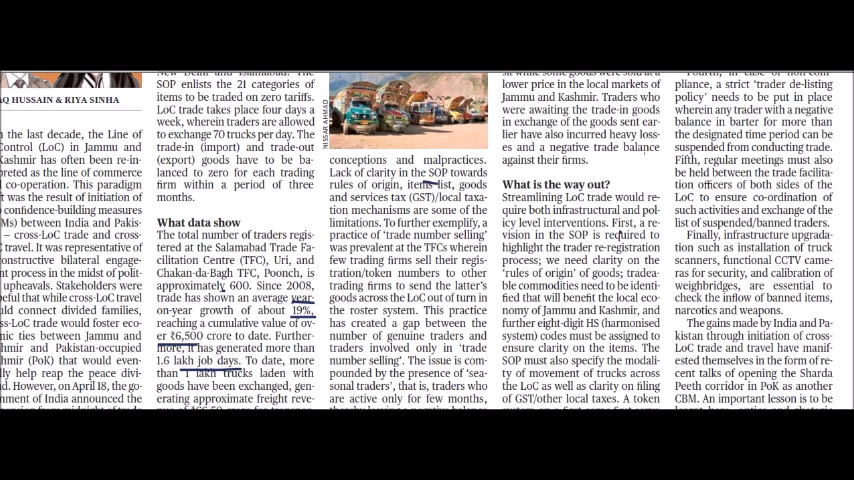 AQ HUSSAIN & RIYA SINHA
n the last decade, the Line of
Control (LoC) in Jammu and
Kashmir has often been re-in-
preted as the line of commerce
l co-operation. This paradigm
ft was the result of initiation of
confidence-building measures
Ms) between India and Pakis-
– cross-LoC trade and cross-
travel. It was representative of
onstructive bilateral engage-
nt process in the midst of polit-
upheavals. Stakeholders were
eful that while cross-LoC travel
uld connect divided families,
ss-LoC trade would foster eco-
mic ties between Jammu and
hmir and Pakistan-occupied
hmir (PoK) that would even-
lly help reap the peace divi-
d. However, on April 18, the go-
nment of India announced the
New Delhi and Islamabad. The
SOP enlists the 21 categories of
items to be traded on zero tariffs.
LoC trade takes place four days a
week, wherein traders are allowed
to exchange 70 trucks per day. The
trade-in (import) and trade-out
(export) goods have to be ba-
lanced to zero for each trading
firm within a period of three
months.
What data show
The total number of traders regis-
tered at the Salamabad Trade Fa-
cilitation Centre (TFC), Uri, and
Chakan-da-Bagh TFC, Poonch, is
approximately 600. Since 2008,
trade has shown an average year-
on-year growth of about 19%,
reaching a cumulative value of ov-
er ₹6,500 crore to date. Further-
more, it has generated more than
1.6 lakh job days. To date, more
than 1 lakh trucks laden with
goods have been exchanged, gen-
erating approximate freight reve-
NISSAR AHMAD
conceptions and malpractices.
Lack of clarity in the SOP towards
rules of origin, items list, goods
and services tax (GST)/local taxa-
tion mechanisms are some of the
limitations. To further exemplify, a
practice of 'trade number selling'
was prevalent at the TFCs wherein
few trading firms sell their regis-
tration/token numbers to other
trading firms to send the latter's
goods across the LoC out of turn in
the roster system. This practice
has created a gap between the
number of genuine traders and
traders involved only in 'trade
number selling'. The issue is com-
pounded by the presence of 'sea-
sonal traders', that is, traders who
are active only for few months,
thereby leaving a negative balance
sit while some goods were sold at a
lower price in the local markets of
Jammu and Kashmir. Traders who
were awaiting the trade-in goods
in exchange of the goods sent ear-
lier have also incurred heavy loss-
es and a negative trade balance
against their firms.
What is the way out?
Streamlining LoC trade would re-
quire both infrastructural and pol-
icy level interventions. First, a re-
vision in the SOP is required to
highlight the trader re-registration
process; we need clarity on the
'rules of origin' of goods; tradea-
ble commodities need to be identi-
fied that will benefit the local eco-
nomy of Jammu and Kashmir, and
further eight-digit HS (harmonised
system) codes must be assigned to
ensure clarity on the items. The
SOP must also specify the modali-
ty of movement of trucks across
the LoC as well as clarity on filing
of GST/other local taxes. A token
Fourth, in case of non-com-
pliance, a strict 'trader de-listing
policy' needs to be put in place
wherein any trader with a negative
balance in barter for more than
the designated time period can be
suspended from conducting trade.
Fifth, regular meetings must also
be held between the trade facilita-
tion officers of both sides of the
LoC to ensure co-ordination of
such activities and exchange of the
list of suspended/banned traders.
Finally, infrastructure upgrada-
tion such as installation of truck
scanners, functional CCTV came-
ras for security, and calibration of
weighbridges, are essential to
check the inflow of banned items,
narcotics and weapons.
The gains made by India and Pa-
kistan through initiation of cross-
LoC trade and travel have manif-
ested themselves in the form of re-
cent talks of opening the Sharda
Peeth corridor in PoK as another
CBM. An important lesson is to be